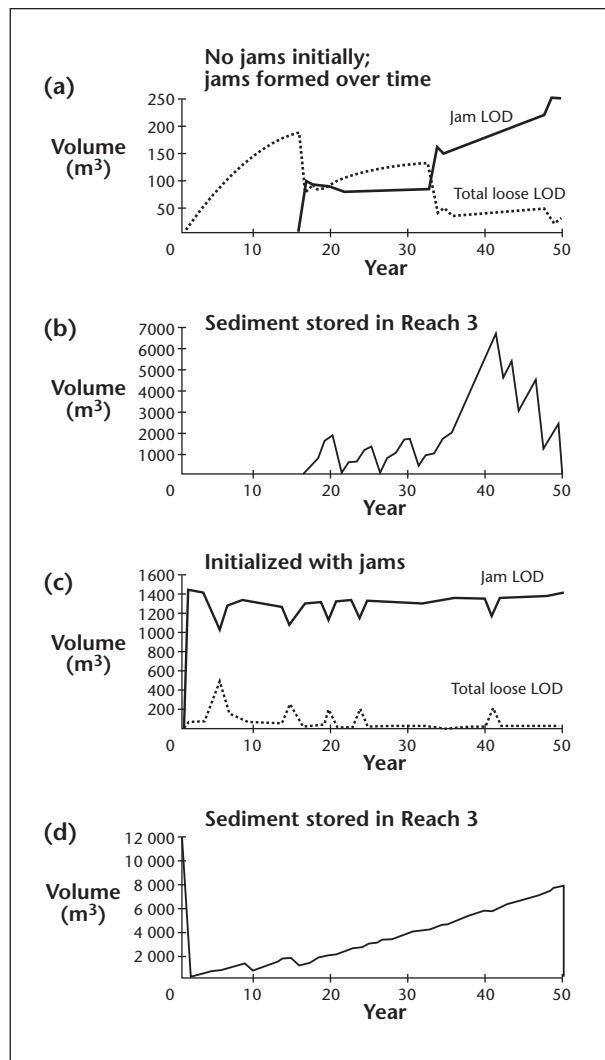 (a)
No jams initially;
jams formed over time
Volume
(m³)
250
200
150
100
50
0
10
20
30
40
50
Year
Jam LOD
Total loose LOD
(b)
Sediment stored in Reach 3
Volume
(m³)
7000
6000
5000
4000
3000
2000
1000
0
10
20
30
40
50
Year
(c)
Initialized with jams
Volume
(m³)
1600
1400
1200
1000
800
600
400
200
0
10
20
30
40
50
Year
Jam LOD
Total loose LOD
(d)
Sediment stored in Reach 3
Volume
(m³)
12 000
10 000
8 000
6 000
4 000
2 000
0
10
20
30
40
50
Year